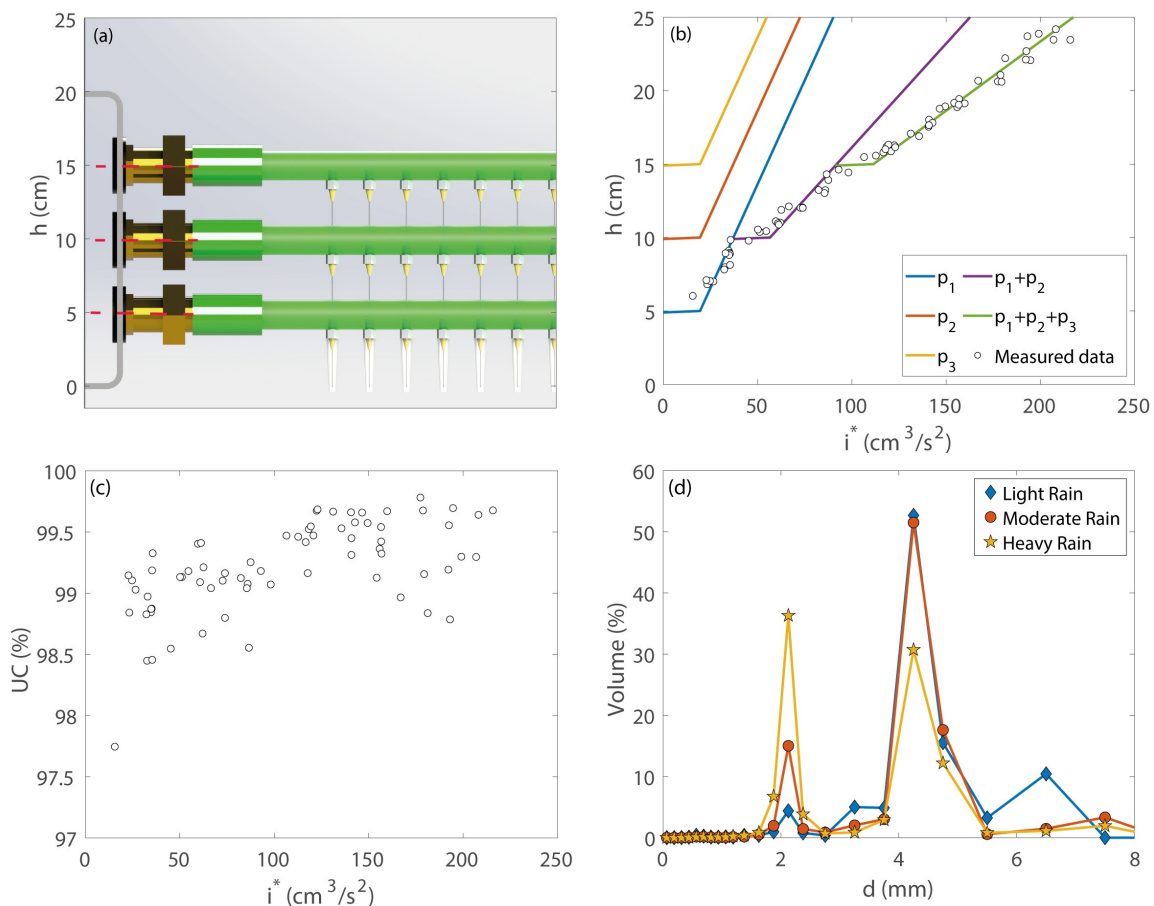 (a)
h (cm)
20
15
10
5
0
(b)
h (cm)
25
20
15
10
5
0
0 50 100 150 200 250
i* (cm³/s²)
p₁ p₁+p₂
p₂ p₁+p₂+p₃
p₃ Measured data
(c)
UC (%)
100
99.5
99
98.5
98
97.5
97
0 50 100 150 200 250
i* (cm³/s²)
(d)
Volume (%)
60
50
40
30
20
10
0
0 2 4 6 8
d (mm)
Light Rain
Moderate Rain
Heavy Rain